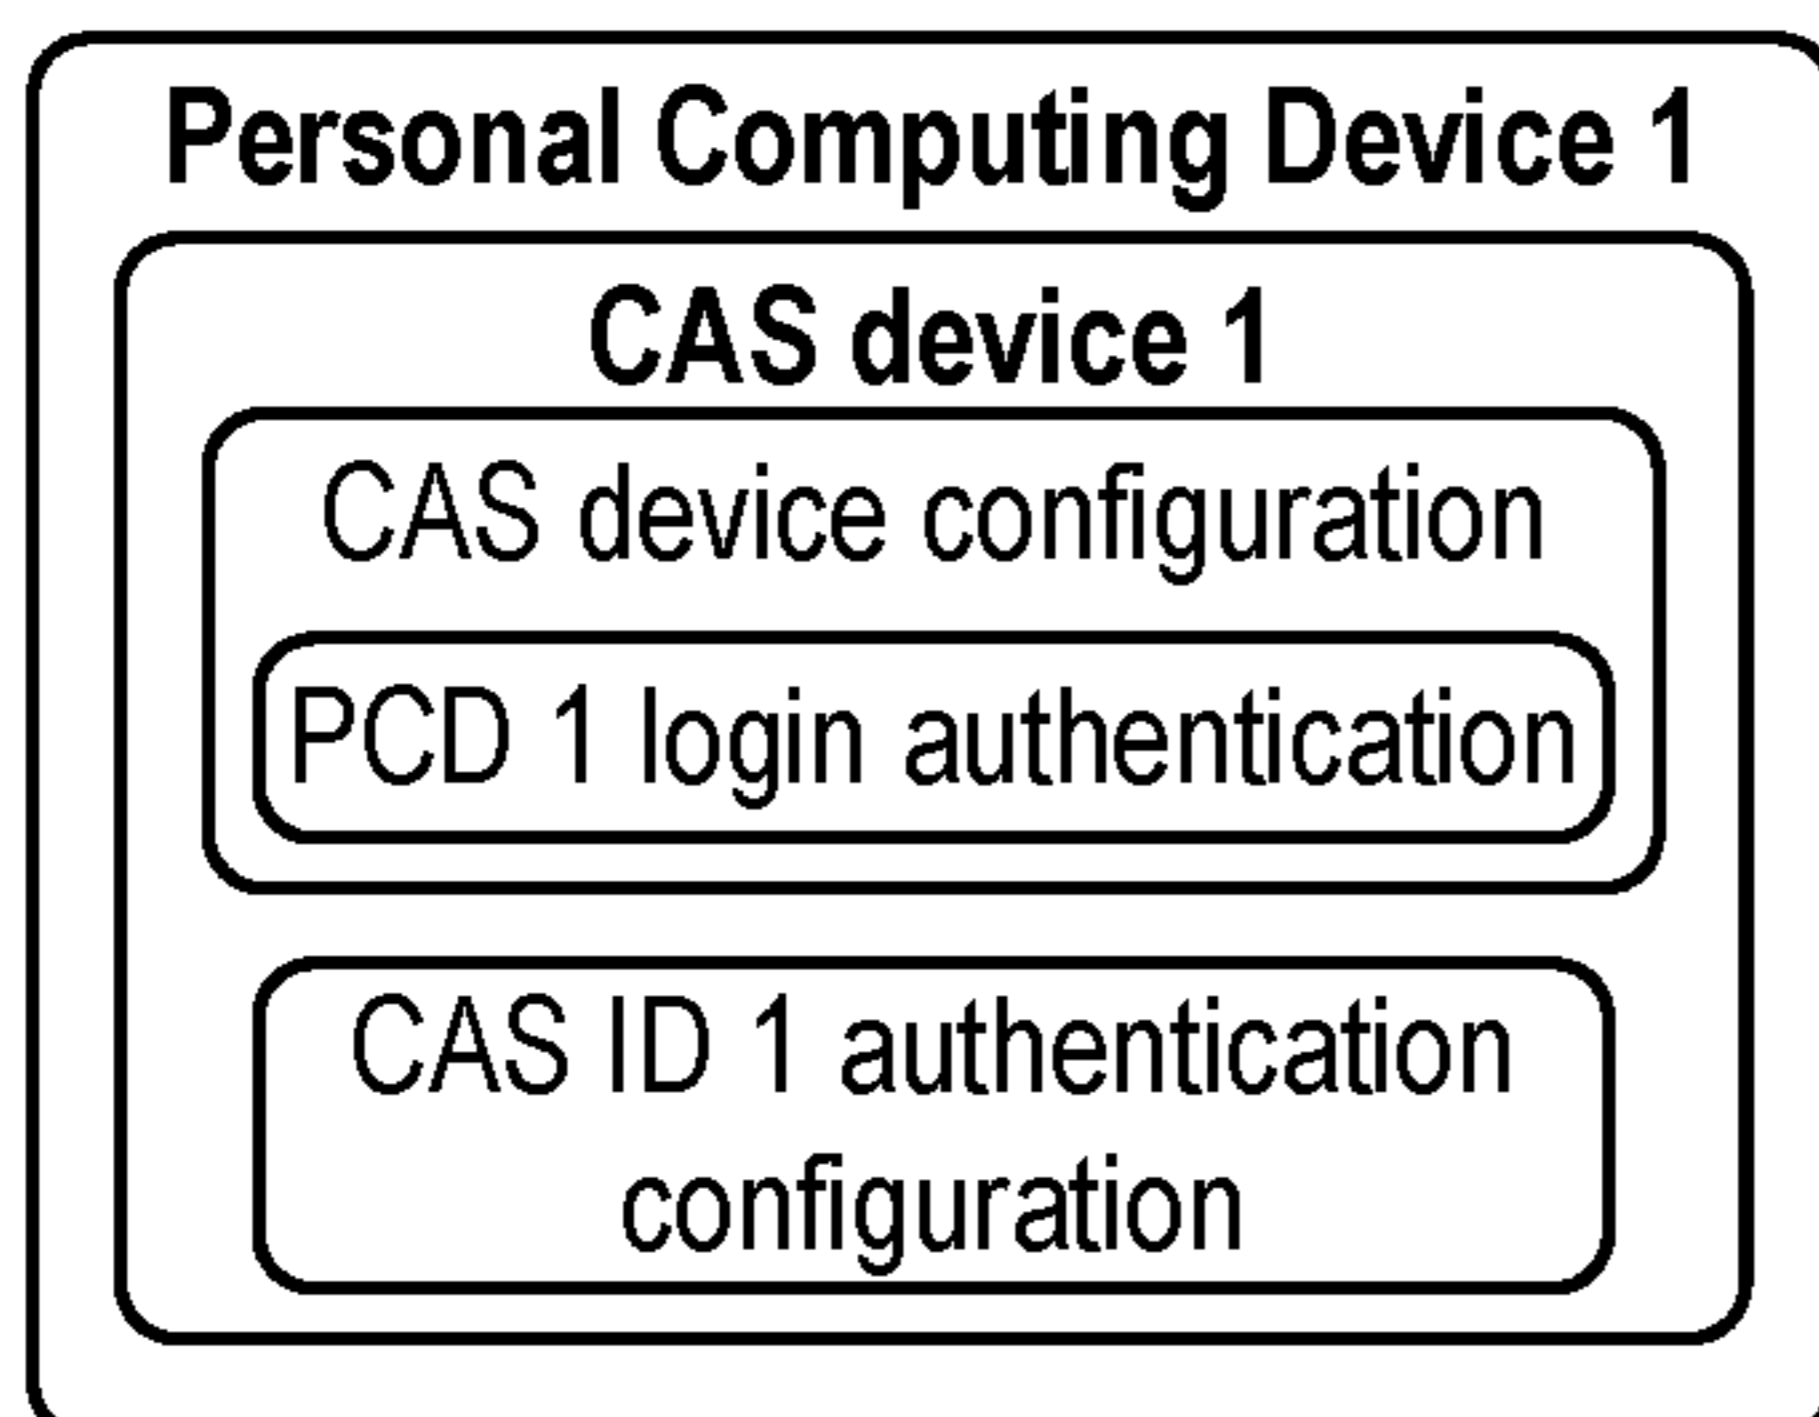 Personal Computing Device 1
CAS device 1
CAS device configuration
PCD 1 login authentication
CAS ID 1 authentication
configuration